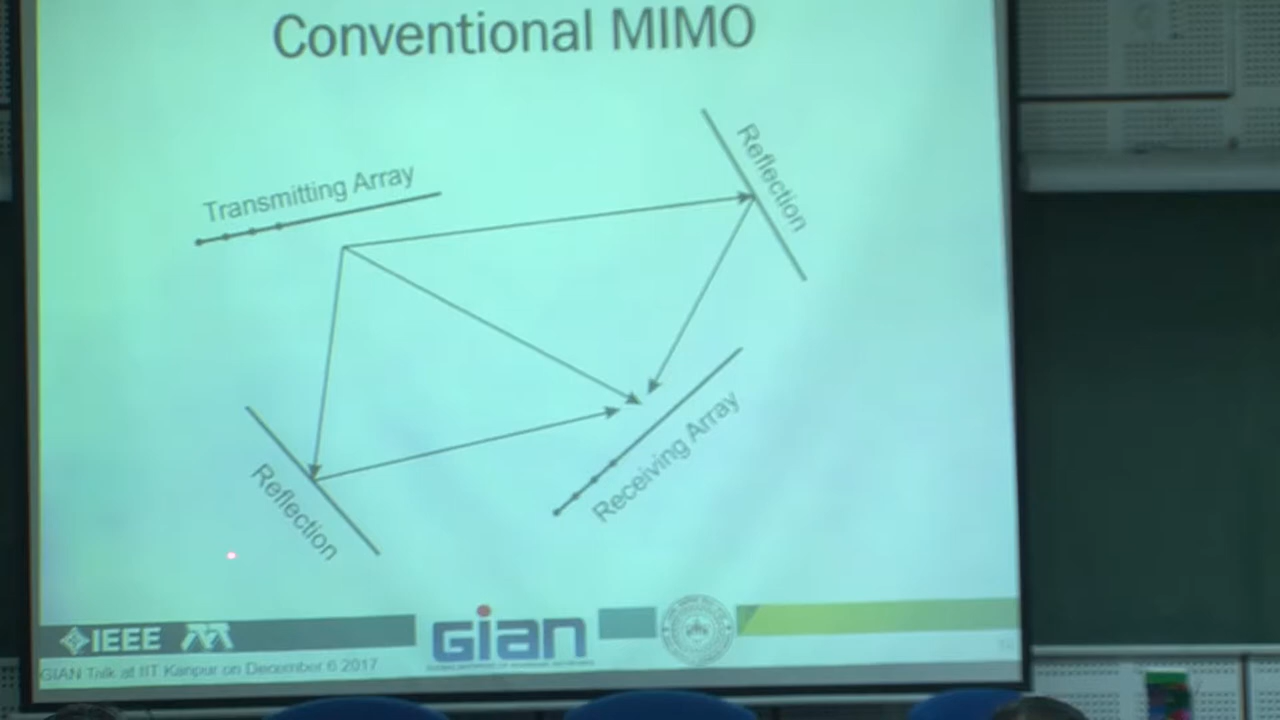 Conventional MIMO
Transmitting Array
Reflection
Reflection
Receiving Array
IEEE
Gian
GIAN Talk at IIT Kanpur on December 6 2017